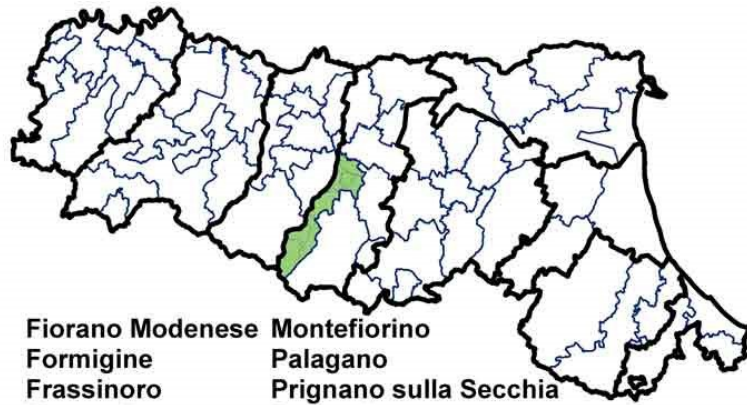 Fiorano Modenese Montefiorino
Formigine Palagano
Frassinoro Prignano sulla Secchia